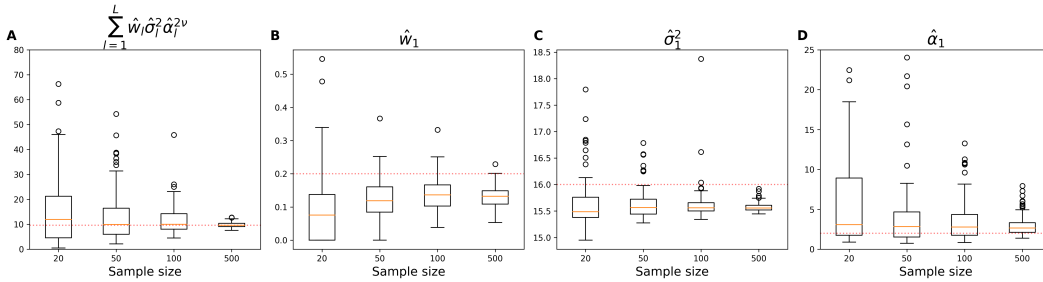 A
$\sum_{l=1}^{L} \hat{w}_l \hat{\sigma}_l^2 \hat{\alpha}_l^{2\nu}$
80
70
60
50
40
30
20
10
0
20 50 100 500
Sample size
B
$\hat{w}_1$
0.5
0.4
0.3
0.2
0.1
0.0
20 50 100 500
Sample size
C
$\hat{\sigma}_1^2$
18.5
18.0
17.5
17.0
16.5
16.0
15.5
15.0
20 50 100 500
Sample size
D
$\hat{\alpha}_1$
25
20
15
10
5
0
20 50 100 500
Sample size